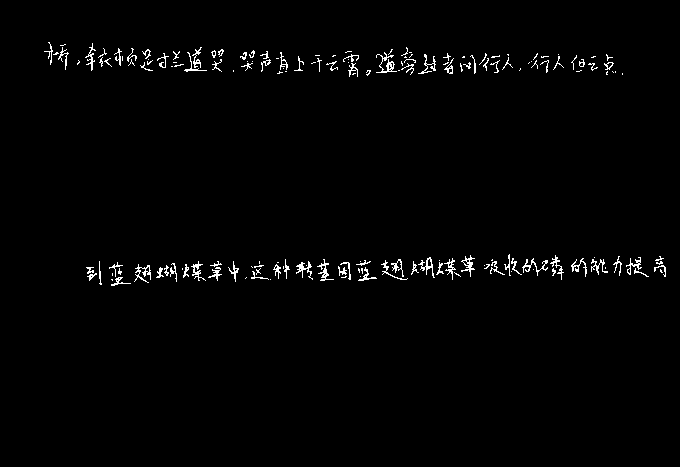 桥，牵衣顿足拦道哭，哭声直上干云霄。道旁过者问行人，行人但云点
到蓝翅蝴蝶草中，这种转基因蓝翅蝴蝶草吸收的磷的能力提高